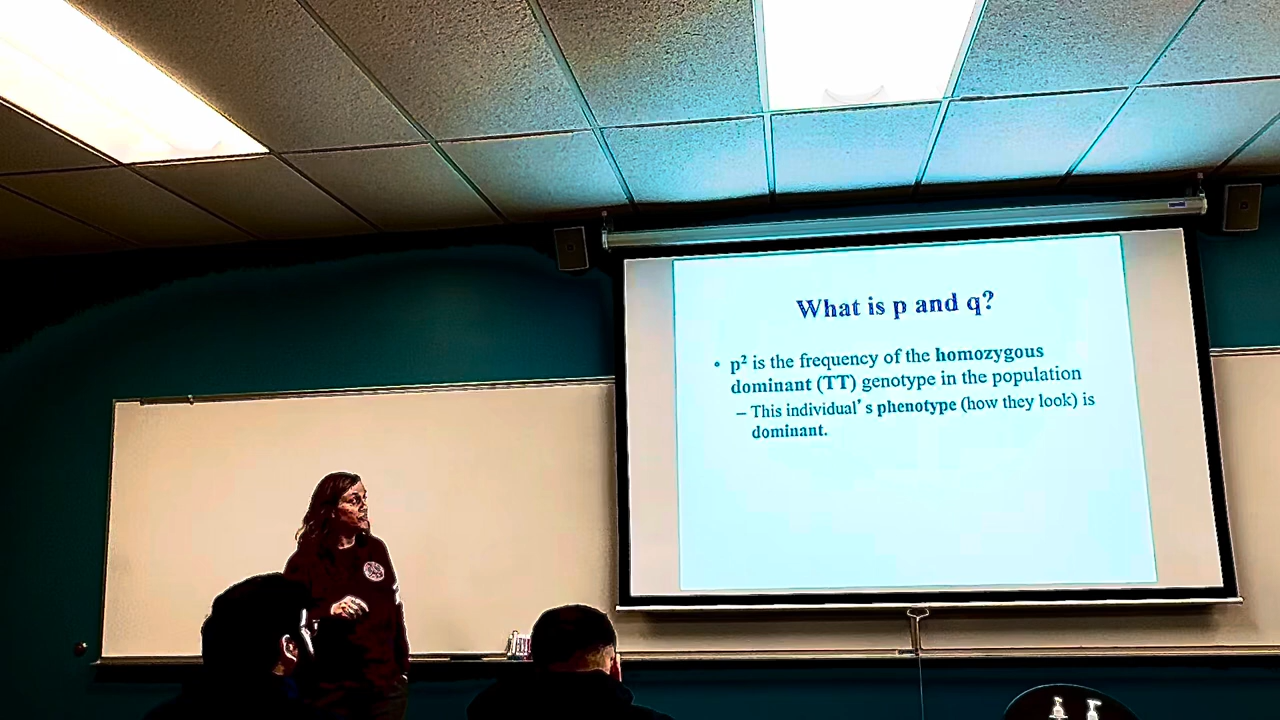 What is p and q?
• p² is the frequency of the homozygous
dominant (TT) genotype in the population
– This individual's phenotype (how they look) is
dominant.